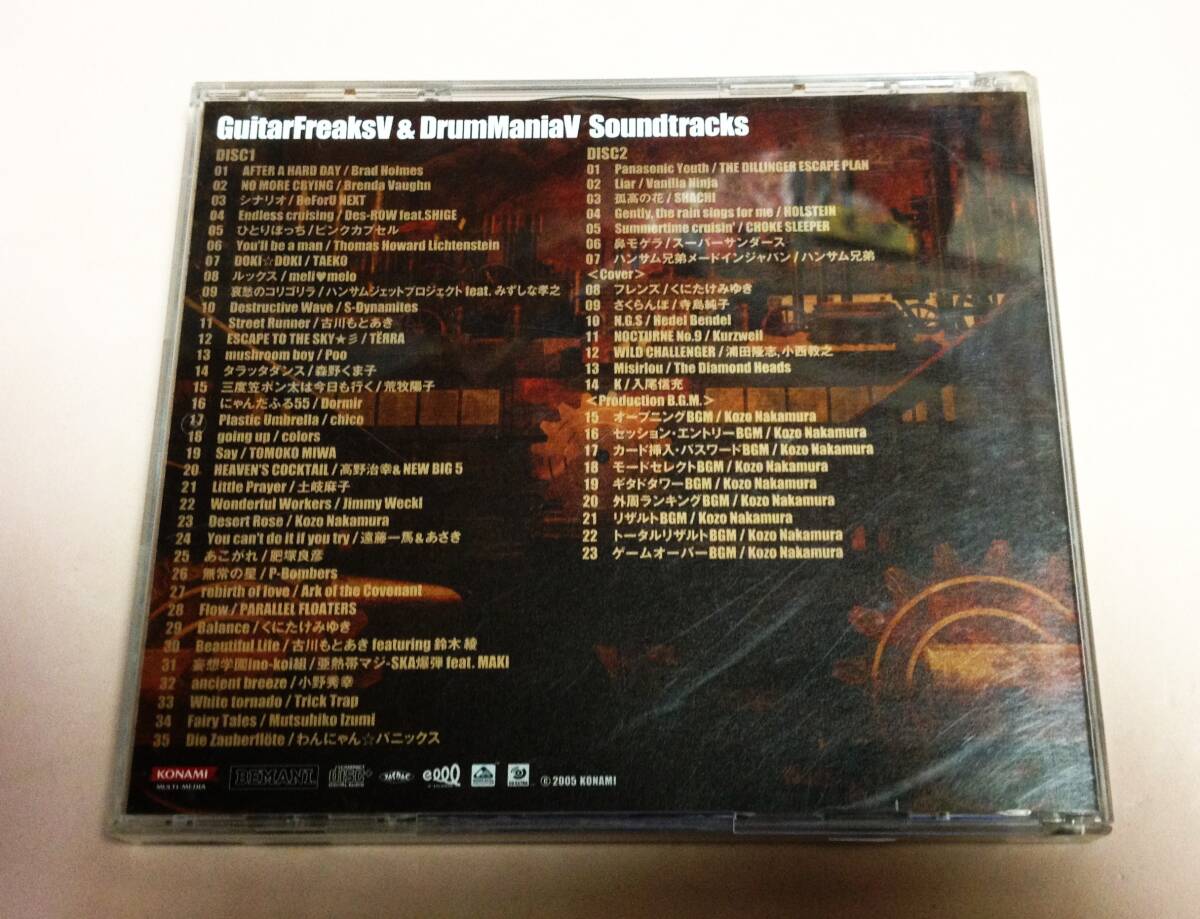 GuitarFreaksV & DrumManiaV Soundtracks
DISC1
01 AFTER A HARD DAY / Brad Holmes
02 NO MORE CRYING / Brenda Vaughn
03 シナリオ / BeForU NEXT
04 Endless cruising / Des-ROW feat.SHIGE
05 ひとりぼっち / ピンクカプセル
06 You'll be a man / Thomas Howard Lichtenstein
07 DOKI☆DOKI / TAEKO
08 ルックス / meli♥melo
09 哀愁のコリゴリラ / ハンサムジェットプロジェクト feat. みずしな孝之
10 Destructive Wave / S-Dynamites
11 Street Runner / 古川もとあき
12 ESCAPE TO THE SKY★彡 / TËRRA
13 mushroom boy / Poo
14 タラッタダンス / 森野くま子
15 三度笠ポン太は今日も行く / 荒牧陽子
16 にゃんだふる55 / Dormir
17 Plastic Umbrella / chico
18 going up / colors
19 Say / TOMOKO MIWA
20 HEAVEN'S COCKTAIL / 高野治幸 & NEW BIG 5
21 Little Prayer / 土岐麻子
22 Wonderful Workers / Jimmy Weckl
23 Desert Rose / Kozo Nakamura
24 You can't do it if you try / 遠藤一馬&あさき
25 あこがれ / 肥塚良彦
26 無常の星 / P-Bombers
27 rebirth of love / Ark of the Covenant
28 Flow / PARALLEL FLOATERS
29 Balance / くにたけみゆき
30 Beautiful Life / 古川もとあき featuring 鈴木 綾
31 妄想学園Ino-koi組 / 亜熱帯マジ-SKA爆弾 feat. MAKI
32 ancient breeze / 小野秀幸
33 White tornado / Trick Trap
34 Fairy Tales / Mutsuhiko Izumi
35 Die Zauberflöte / わんにゃん☆パニックス
DISC2
01 Panasonic Youth / THE DILLINGER ESCAPE PLAN
02 Liar / Vanilla Ninja
03 孤高の花 / SHACHI
04 Gently, the rain sings for me / HOLSTEIN
05 Summertime cruisin' / CHOKE SLEEPER
06 鼻モゲラ / スーパーサンダース
07 ハンサム兄弟メードインジャパン / ハンサム兄弟
<Cover>
08 フレンズ / くにたけみゆき
09 さくらんぼ / 寺島純子
10 H.G.S / Hedel Bendel
11 NOCTURNE No.9 / Kurzweil
12 WILD CHALLENGER / 浦田隆志, 小西教之
13 Misirlou / The Diamond Heads
14 K / 入尾信充
<Production B.G.M.>
15 オープニングBGM / Kozo Nakamura
16 セッション・エントリーBGM / Kozo Nakamura
17 カード挿入・パスワードBGM / Kozo Nakamura
18 モードセレクトBGM / Kozo Nakamura
19 ギタドタワーBGM / Kozo Nakamura
20 外周ランキングBGM / Kozo Nakamura
21 リザルトBGM / Kozo Nakamura
22 トータルリザルトBGM / Kozo Nakamura
23 ゲームオーバーBGM / Kozo Nakamura
KONAMI
MULTI-MEDIA
BEMANI
COMPACT
disc
DIGITAL AUDIO
© 2005 KONAMI